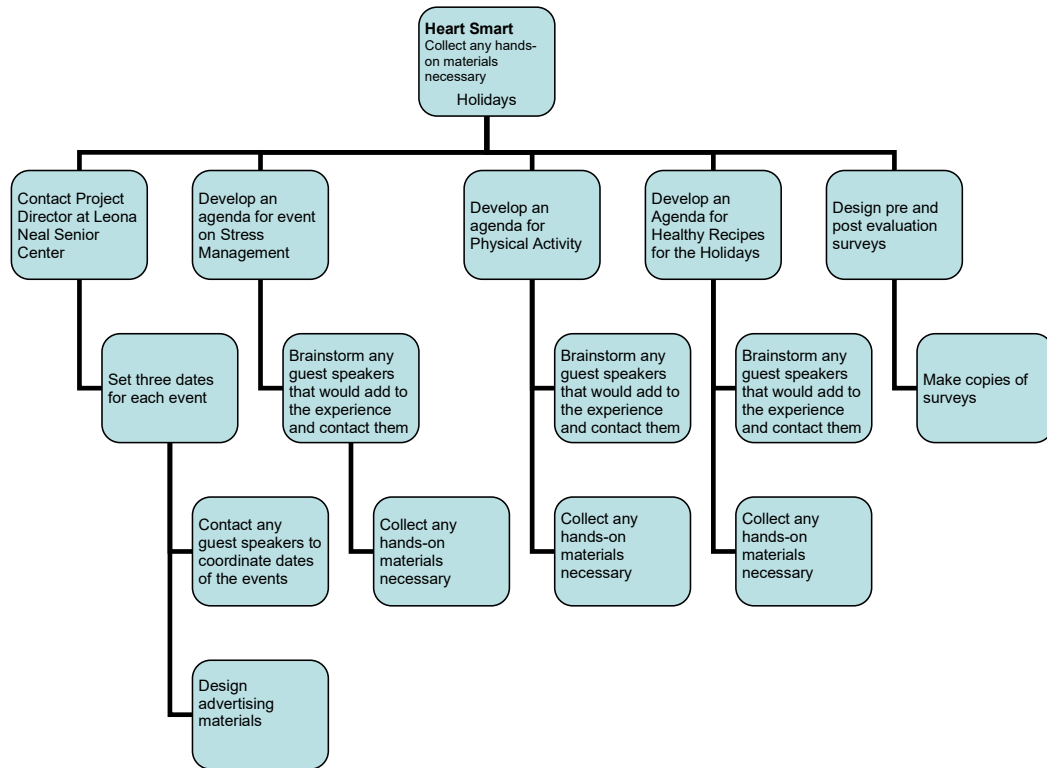 Heart Smart
Collect any hands-
on materials
necessary
Holidays
Contact Project
Director at Leona
Neal Senior
Center
Develop an
agenda for event
on Stress
Management
Develop an
agenda for
Physical Activity
Develop an
Agenda for
Healthy Recipes
for the Holidays
Design pre and
post evaluation
surveys
Set three dates
for each event
Brainstorm any
guest speakers
that would add to
the experience
and contact them
Brainstorm any
guest speakers
that would add to
the experience
and contact them
Brainstorm any
guest speakers
that would add to
the experience
and contact them
Make copies of
surveys
Contact any
guest speakers to
coordinate dates
of the events
Collect any
hands-on
materials
necessary
Collect any
hands-on
materials
necessary
Collect any
hands-on
materials
necessary
Design
advertising
materials